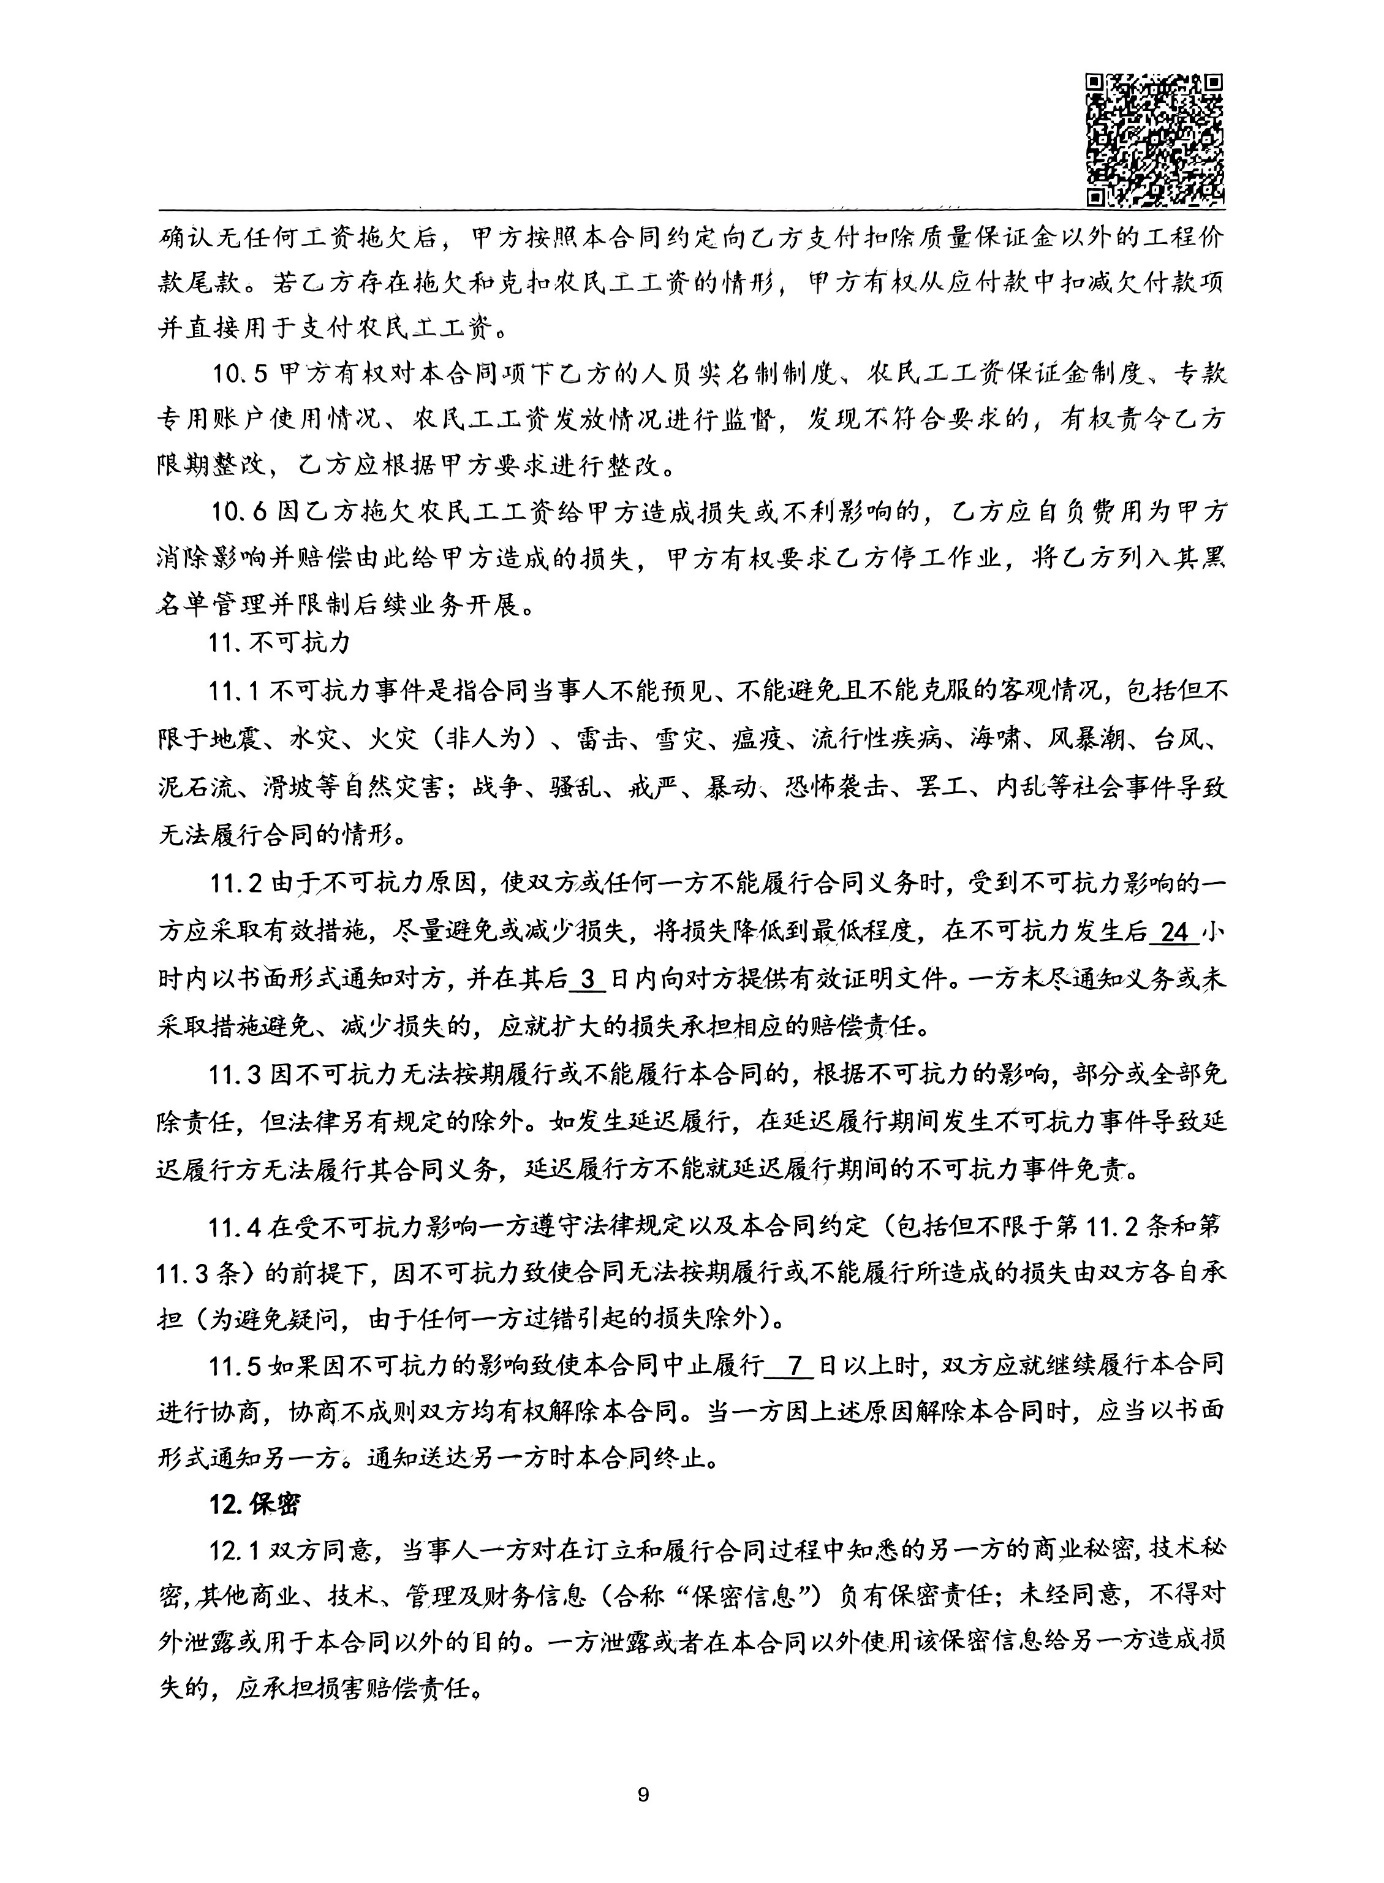 确认无任何工资拖欠后，甲方按照本合同约定向乙方支付扣除质量保证金以外的工程价
款尾款。若乙方存在拖欠和克扣农民工工资的情形，甲方有权从应付款中扣减欠付款项
并直接用于支付农民工工资。
10.5 甲方有权对本合同项下乙方的人员实名制制度、农民工工资保证金制度、专款
专用账户使用情况、农民工工资发放情况进行监督，发现不符合要求的，有权责令乙方
限期整改，乙方应根据甲方要求进行整改。
10.6 因乙方拖欠农民工工资给甲方造成损失或不利影响的，乙方应自负费用为甲方
消除影响并赔偿由此给甲方造成的损失，甲方有权要求乙方停工作业，将乙方列入其黑
名单管理并限制后续业务开展。
11. 不可抗力
11.1 不可抗力事件是指合同当事人不能预见、不能避免且不能克服的客观情况，包括但不
限于地震、水灾、火灾（非人为）、雷击、雪灾、瘟疫、流行性疾病、海啸、风暴潮、台风、
泥石流、滑坡等自然灾害；战争、骚乱、戒严、暴动、恐怖袭击、罢工、内乱等社会事件导致
无法履行合同的情形。
11.2 由于不可抗力原因，使双方或任何一方不能履行合同义务时，受到不可抗力影响的一
方应采取有效措施，尽量避免或减少损失，将损失降低到最低程度，在不可抗力发生后 24 小
时内以书面形式通知对方，并在其后 3 日内向对方提供有效证明文件。一方未尽通知义务或未
采取措施避免、减少损失的，应就扩大的损失承担相应的赔偿责任。
11.3 因不可抗力无法按期履行或不能履行本合同的，根据不可抗力的影响，部分或全部免
除责任，但法律另有规定的除外。如发生延迟履行，在延迟履行期间发生不可抗力事件导致延
迟履行方无法履行其合同义务，延迟履行方不能就延迟履行期间的不可抗力事件免责。
11.4 在受不可抗力影响一方遵守法律规定以及本合同约定（包括但不限于第 11.2 条和第
11.3 条）的前提下，因不可抗力致使合同无法按期履行或不能履行所造成的损失由双方各自承
担（为避免疑问，由于任何一方过错引起的损失除外）。
11.5 如果因不可抗力的影响致使本合同中止履行 7 日以上时，双方应就继续履行本合同
进行协商，协商不成则双方均有权解除本合同。当一方因上述原因解除本合同时，应当以书面
形式通知另一方。通知送达另一方时本合同终止。
12. 保密
12.1 双方同意，当事人一方对在订立和履行合同过程中知悉的另一方的商业秘密,技术秘
密,其他商业、技术、管理及财务信息（合称“保密信息”）负有保密责任；未经同意，不得对
外泄露或用于本合同以外的目的。一方泄露或者在本合同以外使用该保密信息给另一方造成损
失的，应承担损害赔偿责任。
9